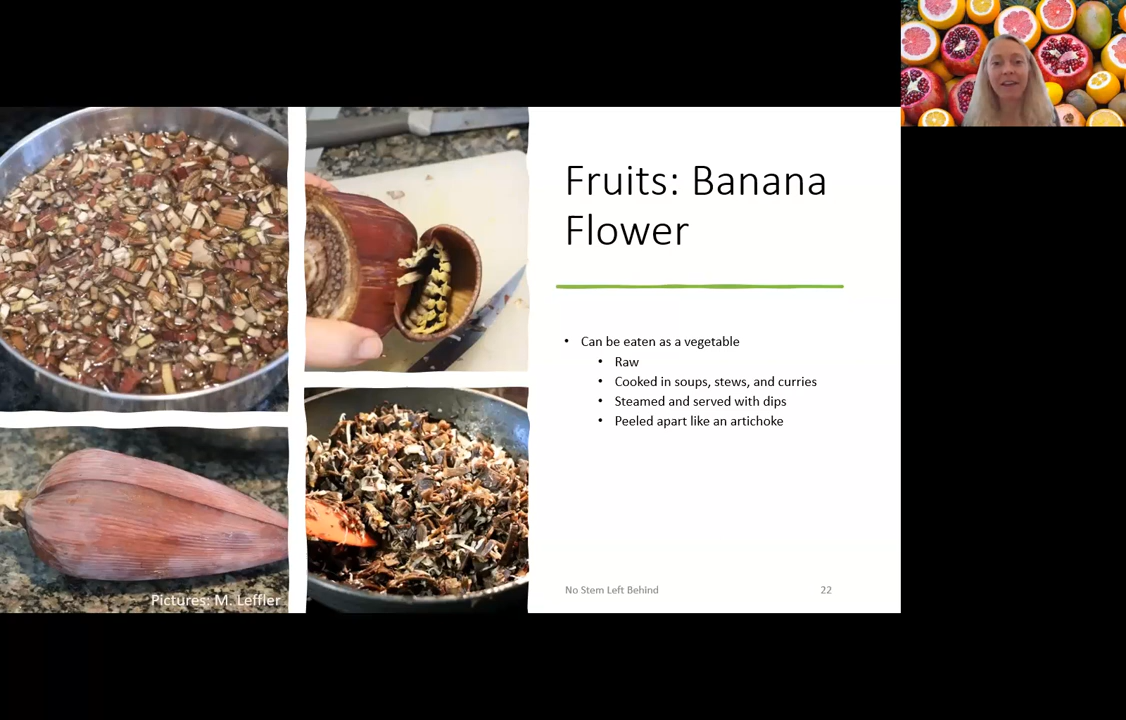 Fruits: Banana
Flower
• Can be eaten as a vegetable
• Raw
• Cooked in soups, stews, and curries
• Steamed and served with dips
• Peeled apart like an artichoke
Pictures: M. Leffler
No Stem Left Behind
22